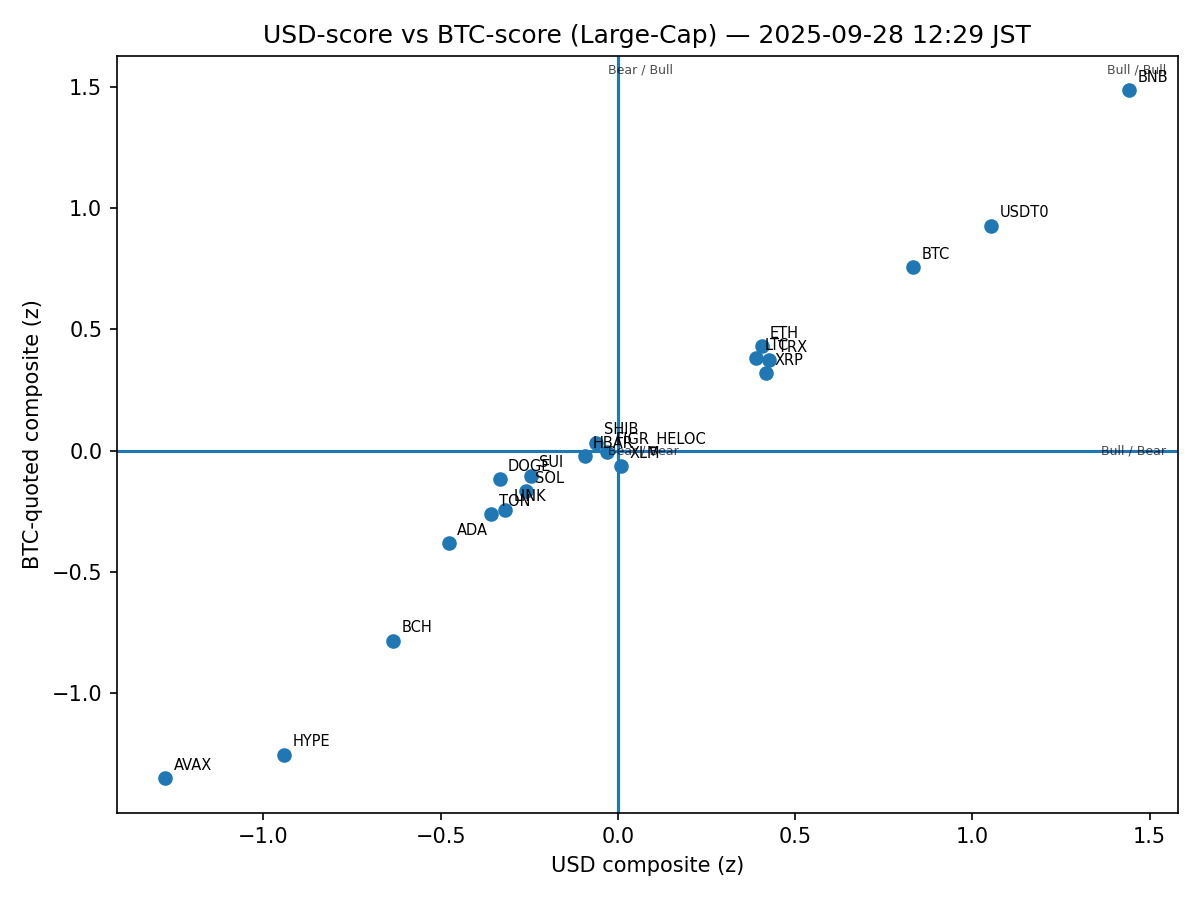 USD-score vs BTC-score (Large-Cap) — 2025-09-28 12:29 JST
Bear / Bull
Bull / Bull
BNB
USDT0
BTC
ETH
LTC
TRX
XRP
SHIB
FIGR_HELOC
HBAR
Bear / Bear
XLM
Bull / Bear
DOGE
SUI
SOL
LINK
TON
ADA
BCH
HYPE
AVAX
1.5
1.0
0.5
0.0
−0.5
−1.0
BTC-quoted composite (z)
−1.0
−0.5
0.0
0.5
1.0
1.5
USD composite (z)